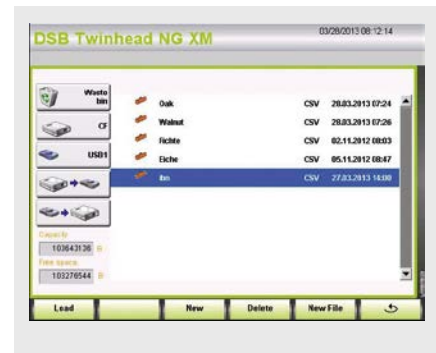 DSB Twinhead NG XM
03/28/2013 08:12:14
Waste bin
CF
USB1
Oak CSV 28.03.2013 07:24
Walnut CSV 28.03.2013 07:26
Fichte CSV 02.11.2012 08:03
Eiche CSV 05.11.2012 08:47
ibn CSV 27.03.2013 14:00
Capacity
103643136 B
Free space
103276544 B
Load New Delete New File